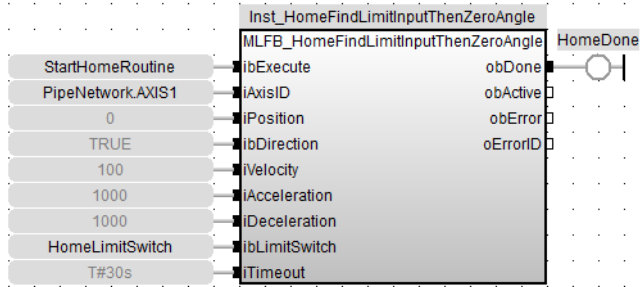 Inst_HomeFindLimitInputThenZeroAngle
MLFB_HomeFindLimitInputThenZeroAngle HomeDone
StartHomeRoutine ibExecute obDone
PipeNetwork.AXIS1 iAxisID obActive
0 iPosition obError
TRUE ibDirection oErrorID
100 iVelocity
1000 iAcceleration
1000 iDeceleration
HomeLimitSwitch ibLimitSwitch
T#30s iTimeout